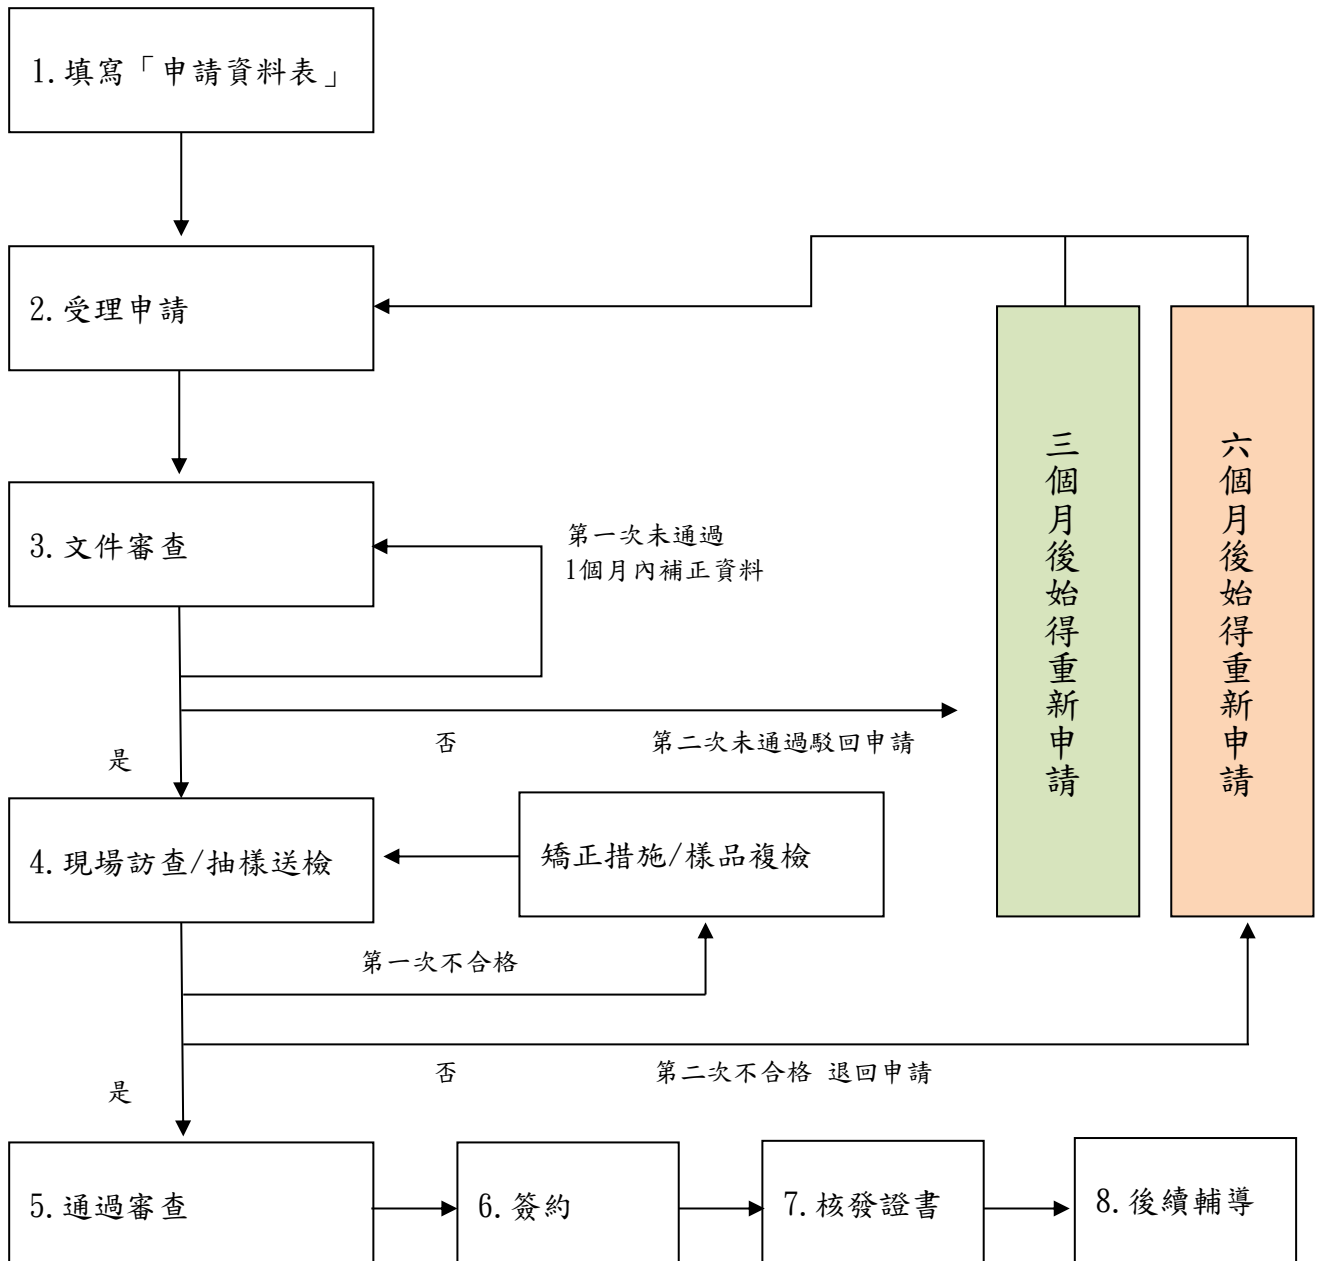 1.填寫「申請資料表」
2.受理申請
3.文件審查
第一次未通過
1個月內補正資料
三個月後始得重新申請
六個月後始得重新申請
否
第二次未通過駁回申請
是
4.現場訪查/抽樣送檢
矯正措施/樣品複檢
第一次不合格
否
第二次不合格 退回申請
是
5.通過審查
6.簽約
7.核發證書
8.後續輔導